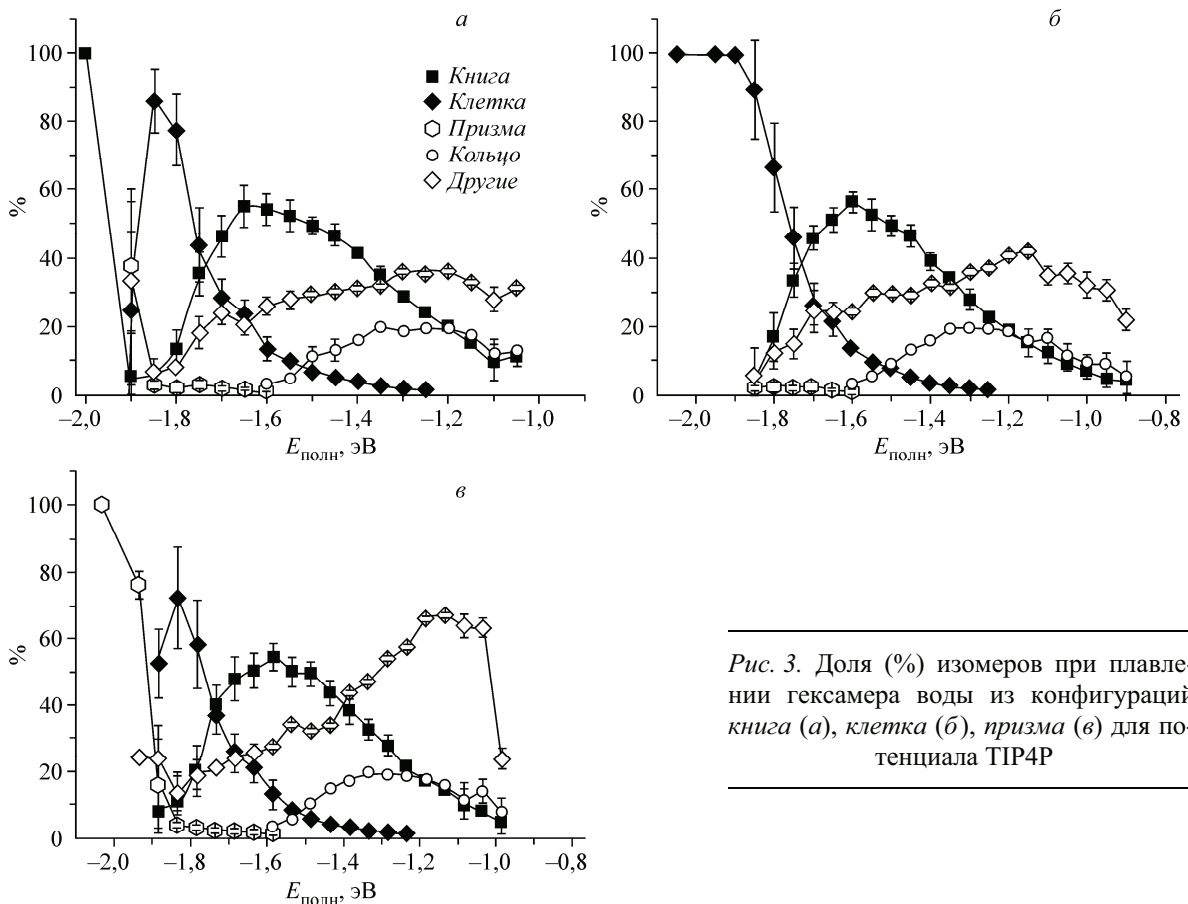 а
100
80
60
40
20
0
%
Книга
Клетка
Призма
Кольцо
Другие
–2,0 –1,8 –1,6 –1,4 –1,2 –1,0
Eполн, эВ
б
100
80
60
40
20
0
%
–2,0 –1,8 –1,6 –1,4 –1,2 –1,0 –0,8
Eполн, эВ
в
100
80
60
40
20
0
%
–2,0 –1,8 –1,6 –1,4 –1,2 –1,0 –0,8
Eполн, эВ
Рис. 3. Доля (%) изомеров при плавле-
нии гексамера воды из конфигураций
книга (а), клетка (б), призма (в) для по-
тенциала TIP4P